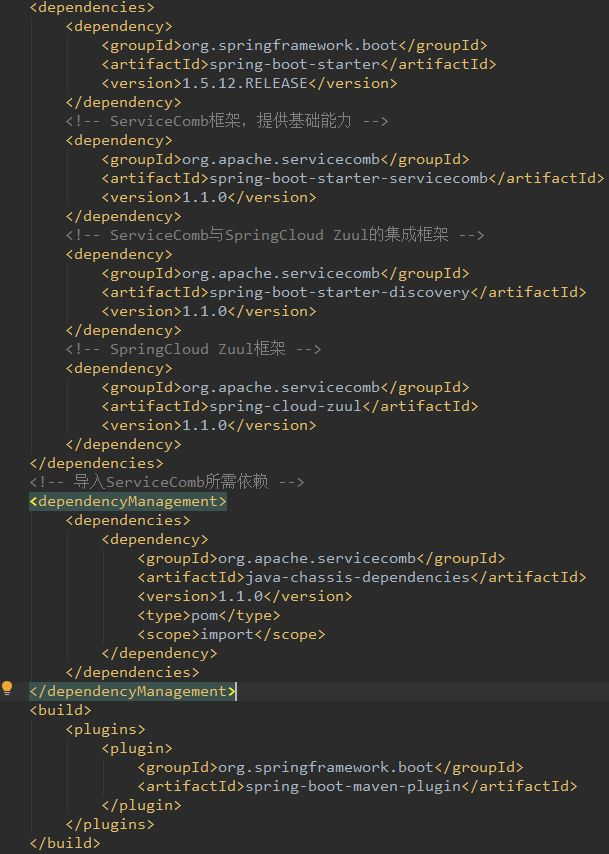 <dependencies>
<dependency>
<groupId>org.springframework.boot</groupId>
<artifactId>spring-boot-starter</artifactId>
<version>1.5.12.RELEASE</version>
</dependency>
<!-- ServiceComb框架，提供基础能力 -->
<dependency>
<groupId>org.apache.servicecomb</groupId>
<artifactId>spring-boot-starter-servicecomb</artifactId>
<version>1.1.0</version>
</dependency>
<!-- ServiceComb与SpringCloud Zuul的集成框架 -->
<dependency>
<groupId>org.apache.servicecomb</groupId>
<artifactId>spring-boot-starter-discovery</artifactId>
<version>1.1.0</version>
</dependency>
<!-- SpringCloud Zuul框架 -->
<dependency>
<groupId>org.apache.servicecomb</groupId>
<artifactId>spring-cloud-zuul</artifactId>
<version>1.1.0</version>
</dependency>
</dependencies>
<!-- 导入ServiceComb所需依赖 -->
<dependencyManagement>
<dependencies>
<dependency>
<groupId>org.apache.servicecomb</groupId>
<artifactId>java-chassis-dependencies</artifactId>
<version>1.1.0</version>
<type>pom</type>
<scope>import</scope>
</dependency>
</dependencies>
</dependencyManagement>
<build>
<plugins>
<plugin>
<groupId>org.springframework.boot</groupId>
<artifactId>spring-boot-maven-plugin</artifactId>
</plugin>
</plugins>
</build>